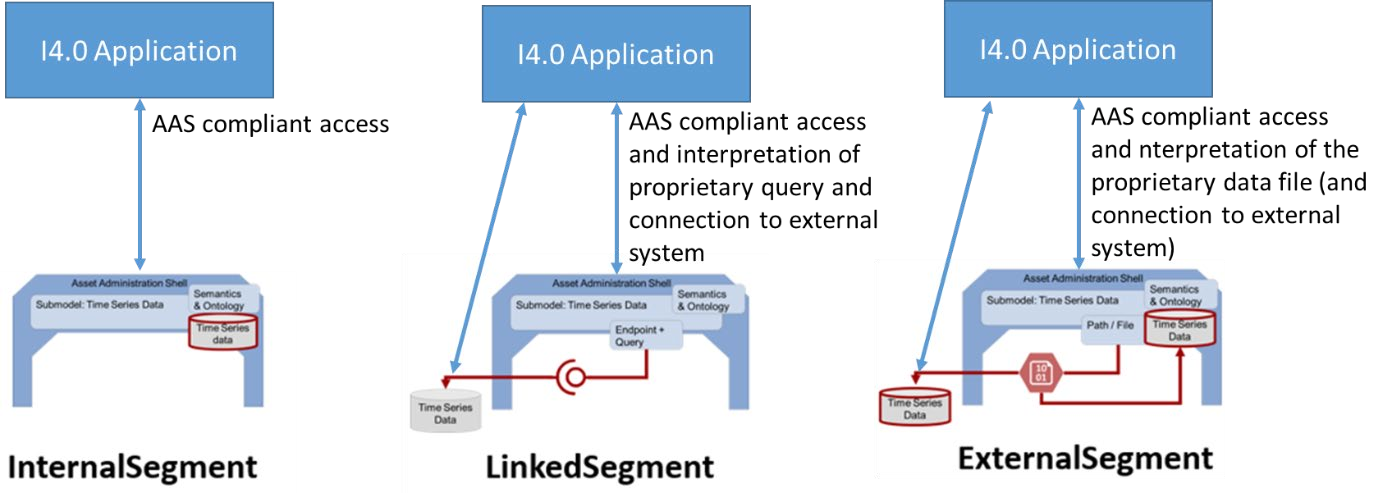 I4.0 Application
AAS compliant access
Asset Administration Shell
Submodel: Time Series Data
Semantics
& Ontology
Time Series
data
InternalSegment
I4.0 Application
AAS compliant access
and interpretation of
proprietary query and
connection to external
system
Asset Administration Shell
Submodel: Time Series Data
Semantics
& Ontology
Endpoint +
Query
Time Series
Data
LinkedSegment
I4.0 Application
AAS compliant access
and nterpretation of the
proprietary data file (and
connection to external
system)
Asset Administration Shell
Submodel: Time Series Data
Semantics
& Ontology
Path / File
Time Series
Data
10
01
Time Series
Data
ExternalSegment